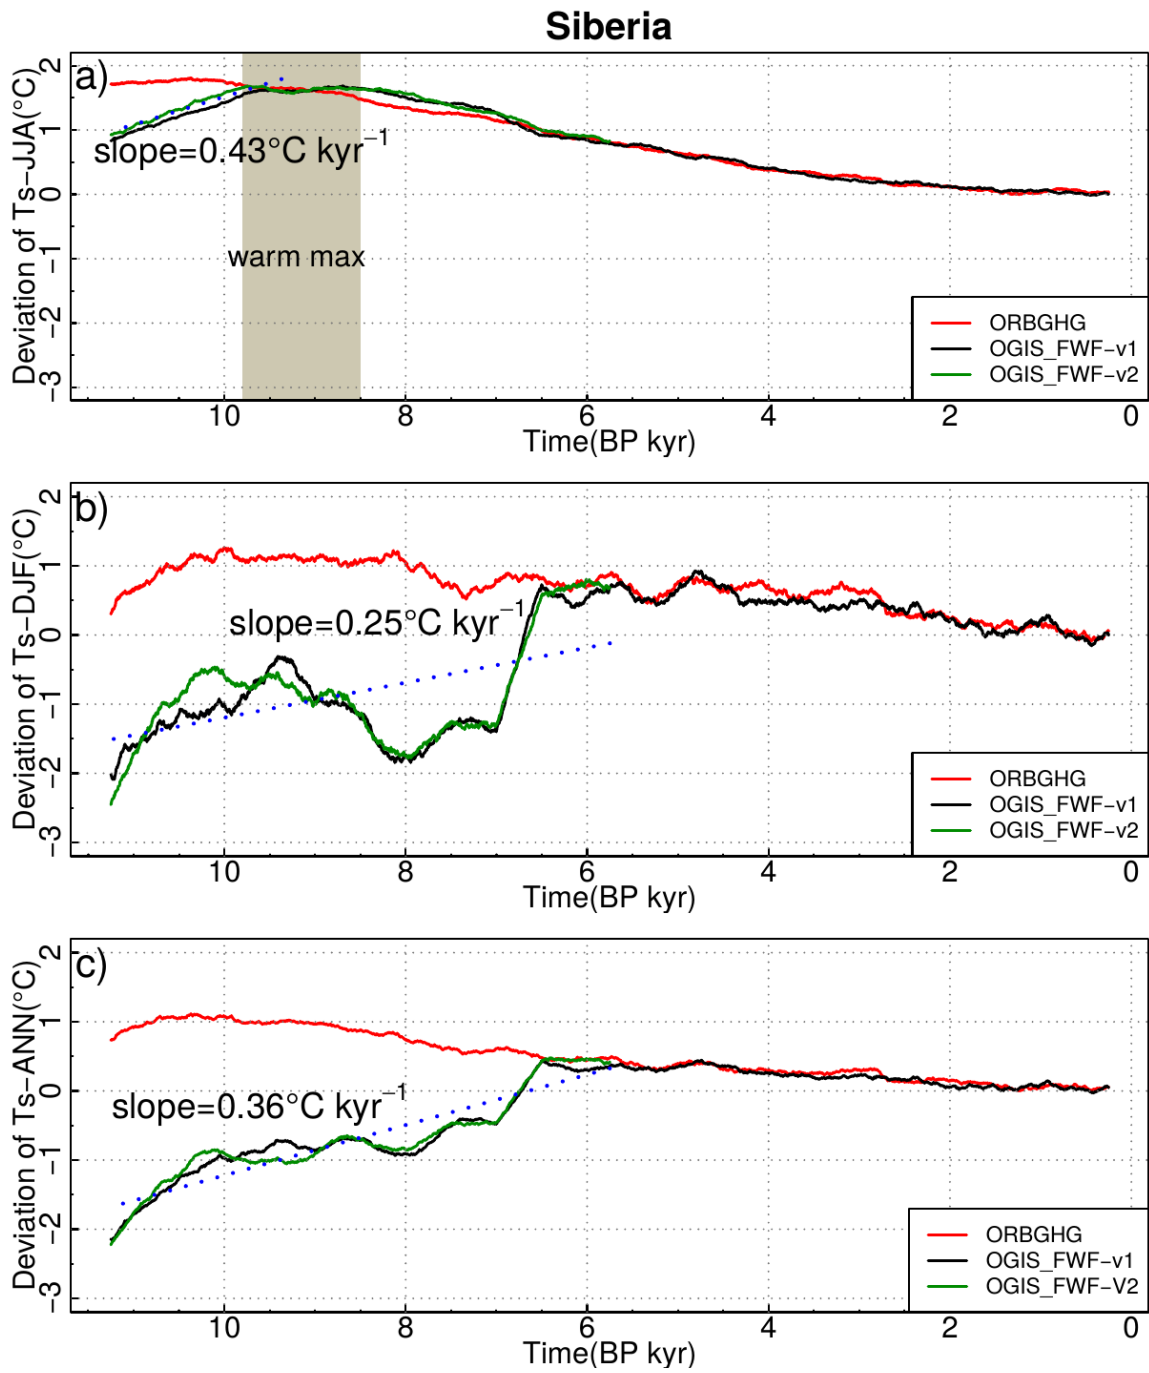 Siberia
a)
Deviation of Ts−JJA(°C)
2
1
0
−1
−2
−3
slope=0.43°C kyr−1
warm max
ORBGHG
OGIS_FWF−v1
OGIS_FWF−v2
10 8 6 4 2 0
Time(BP kyr)
b)
Deviation of Ts−DJF(°C)
2
1
0
−1
−2
−3
slope=0.25°C kyr−1
ORBGHG
OGIS_FWF−v1
OGIS_FWF−v2
10 8 6 4 2 0
Time(BP kyr)
c)
Deviation of Ts−ANN(°C)
2
1
0
−1
−2
−3
slope=0.36°C kyr−1
ORBGHG
OGIS_FWF−v1
OGIS_FWF−V2
10 8 6 4 2 0
Time(BP kyr)